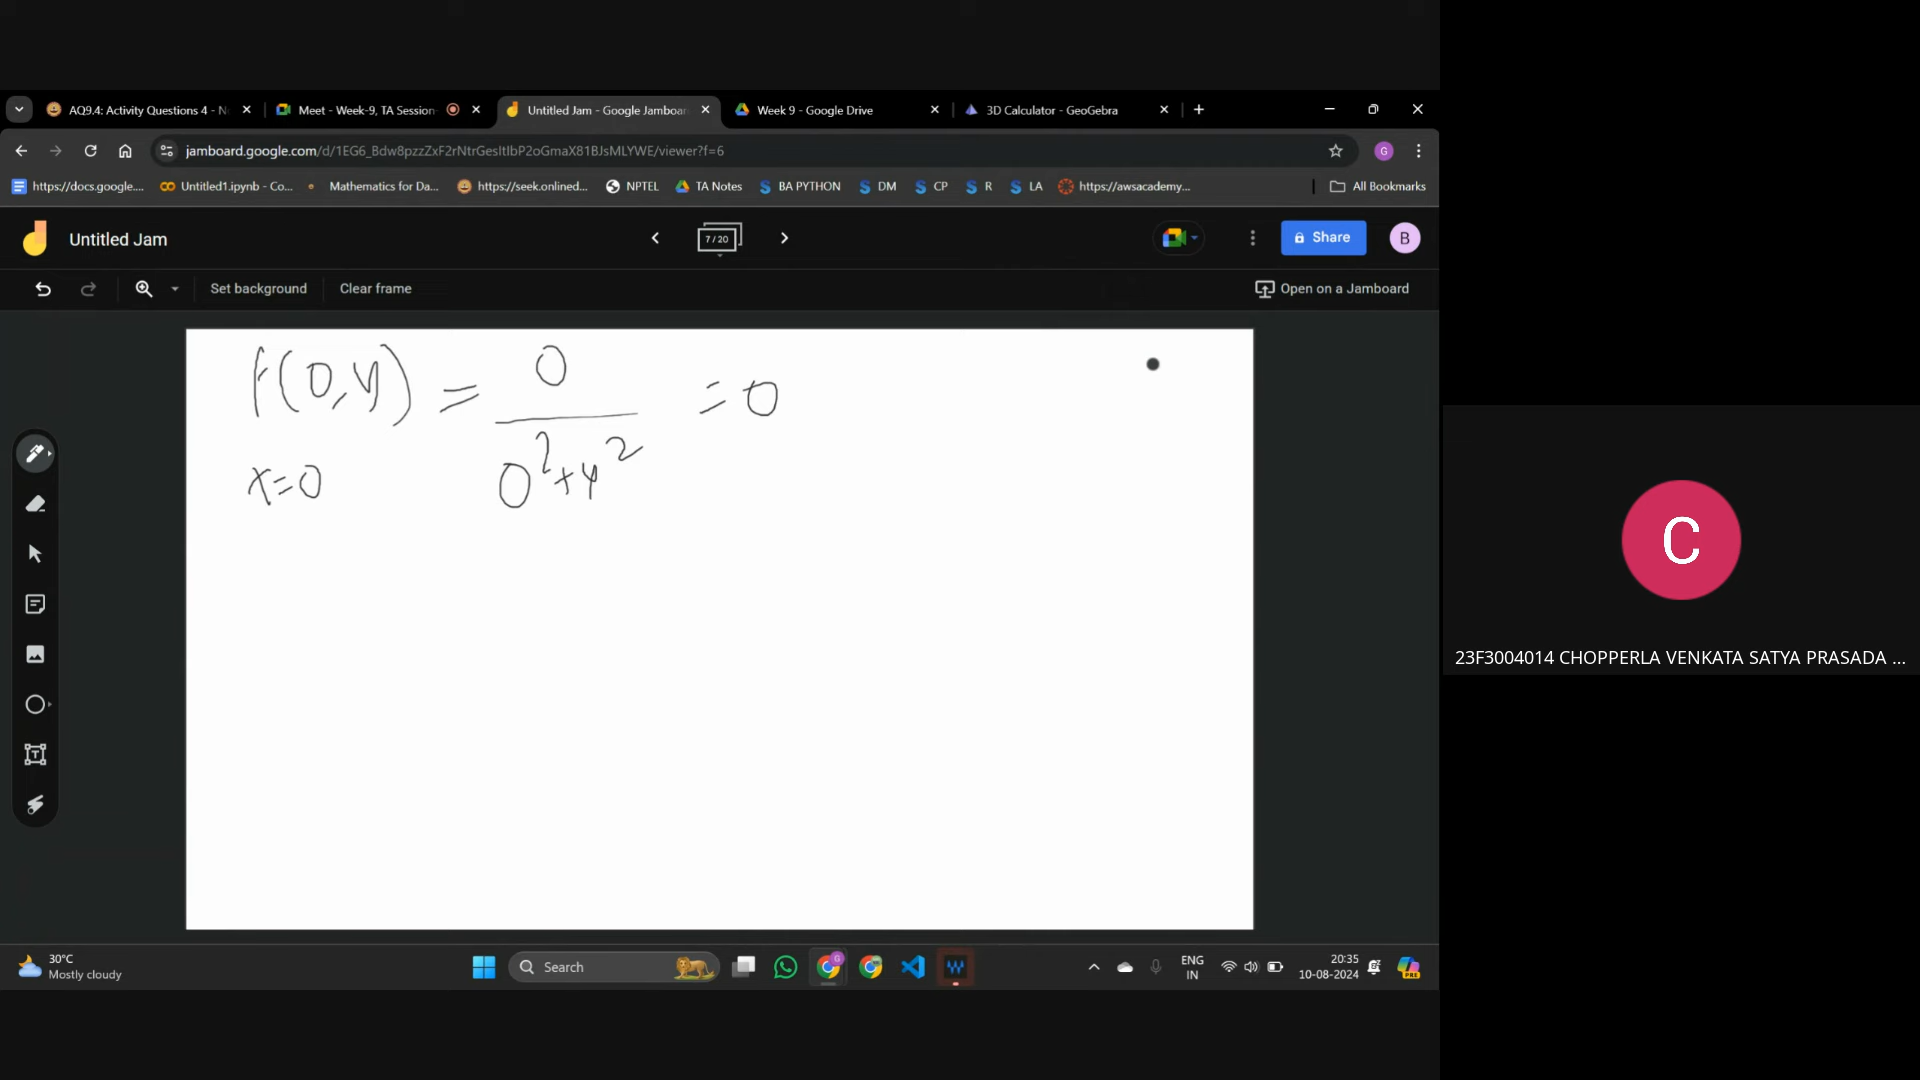 AQ9.4: Activity Questions 4 - N
Meet - Week-9, TA Session
Untitled Jam - Google Jamboar
Week 9 - Google Drive
3D Calculator - GeoGebra
jamboard.google.com/d/1EG6_Bdw8pzzZxF2rNtrGesItIbP2oGmaX81BJsMLYWE/viewer?f=6
G
https://docs.google....
Untitled1.ipynb - Co...
Mathematics for Da...
https://seek.onlined...
NPTEL
TA Notes
BA PYTHON
DM
CP
R
LA
https://awsacademy...
All Bookmarks
Untitled Jam
7 / 20
Share
B
Set background
Clear frame
Open on a Jamboard
f(0,y) = 0 / 0²+y² = 0
x=0
C
23F3004014 CHOPPERLA VENKATA SATYA PRASADA ...
30°C
Mostly cloudy
Search
ENG
IN
20:35
10-08-2024